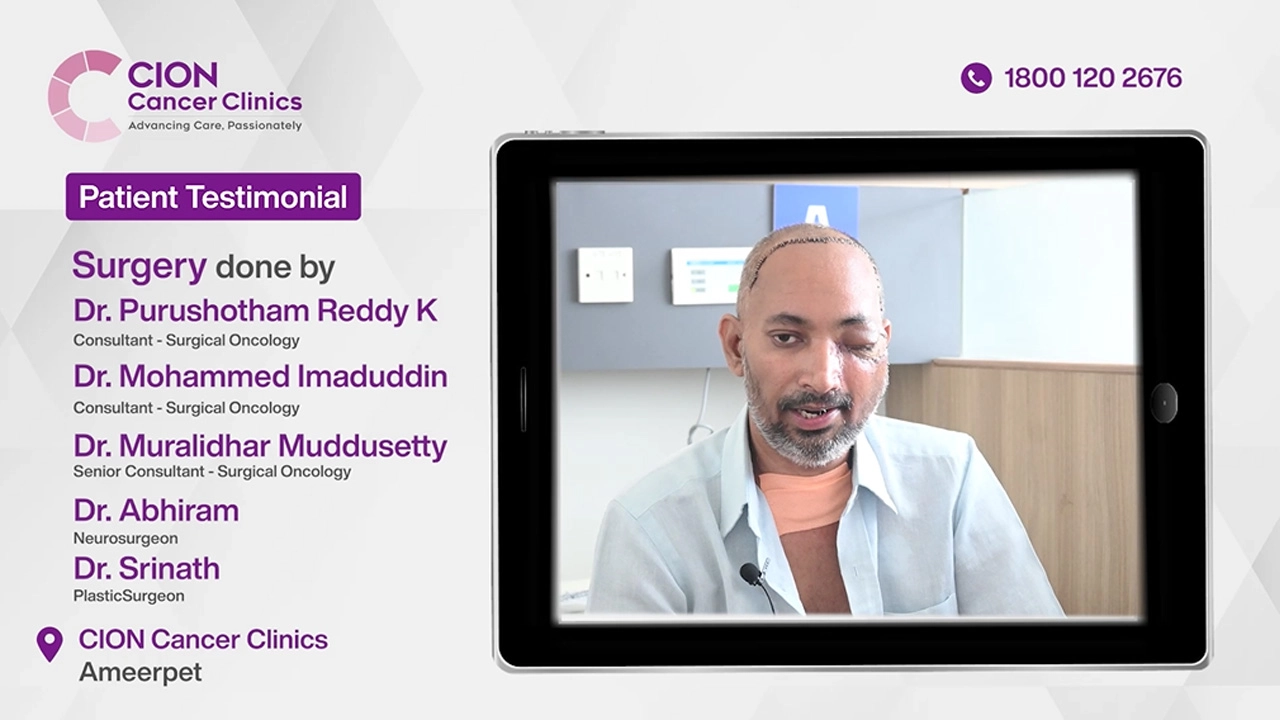 CION
Cancer Clinics
Advancing Care, Passionately
1800 120 2676
Patient Testimonial
Surgery done by
Dr. Purushotham Reddy K
Consultant - Surgical Oncology
Dr. Mohammed Imaduddin
Consultant - Surgical Oncology
Dr. Muralidhar Muddusetty
Senior Consultant - Surgical Oncology
Dr. Abhiram
Neurosurgeon
Dr. Srinath
PlasticSurgeon
CION Cancer Clinics
Ameerpet
A